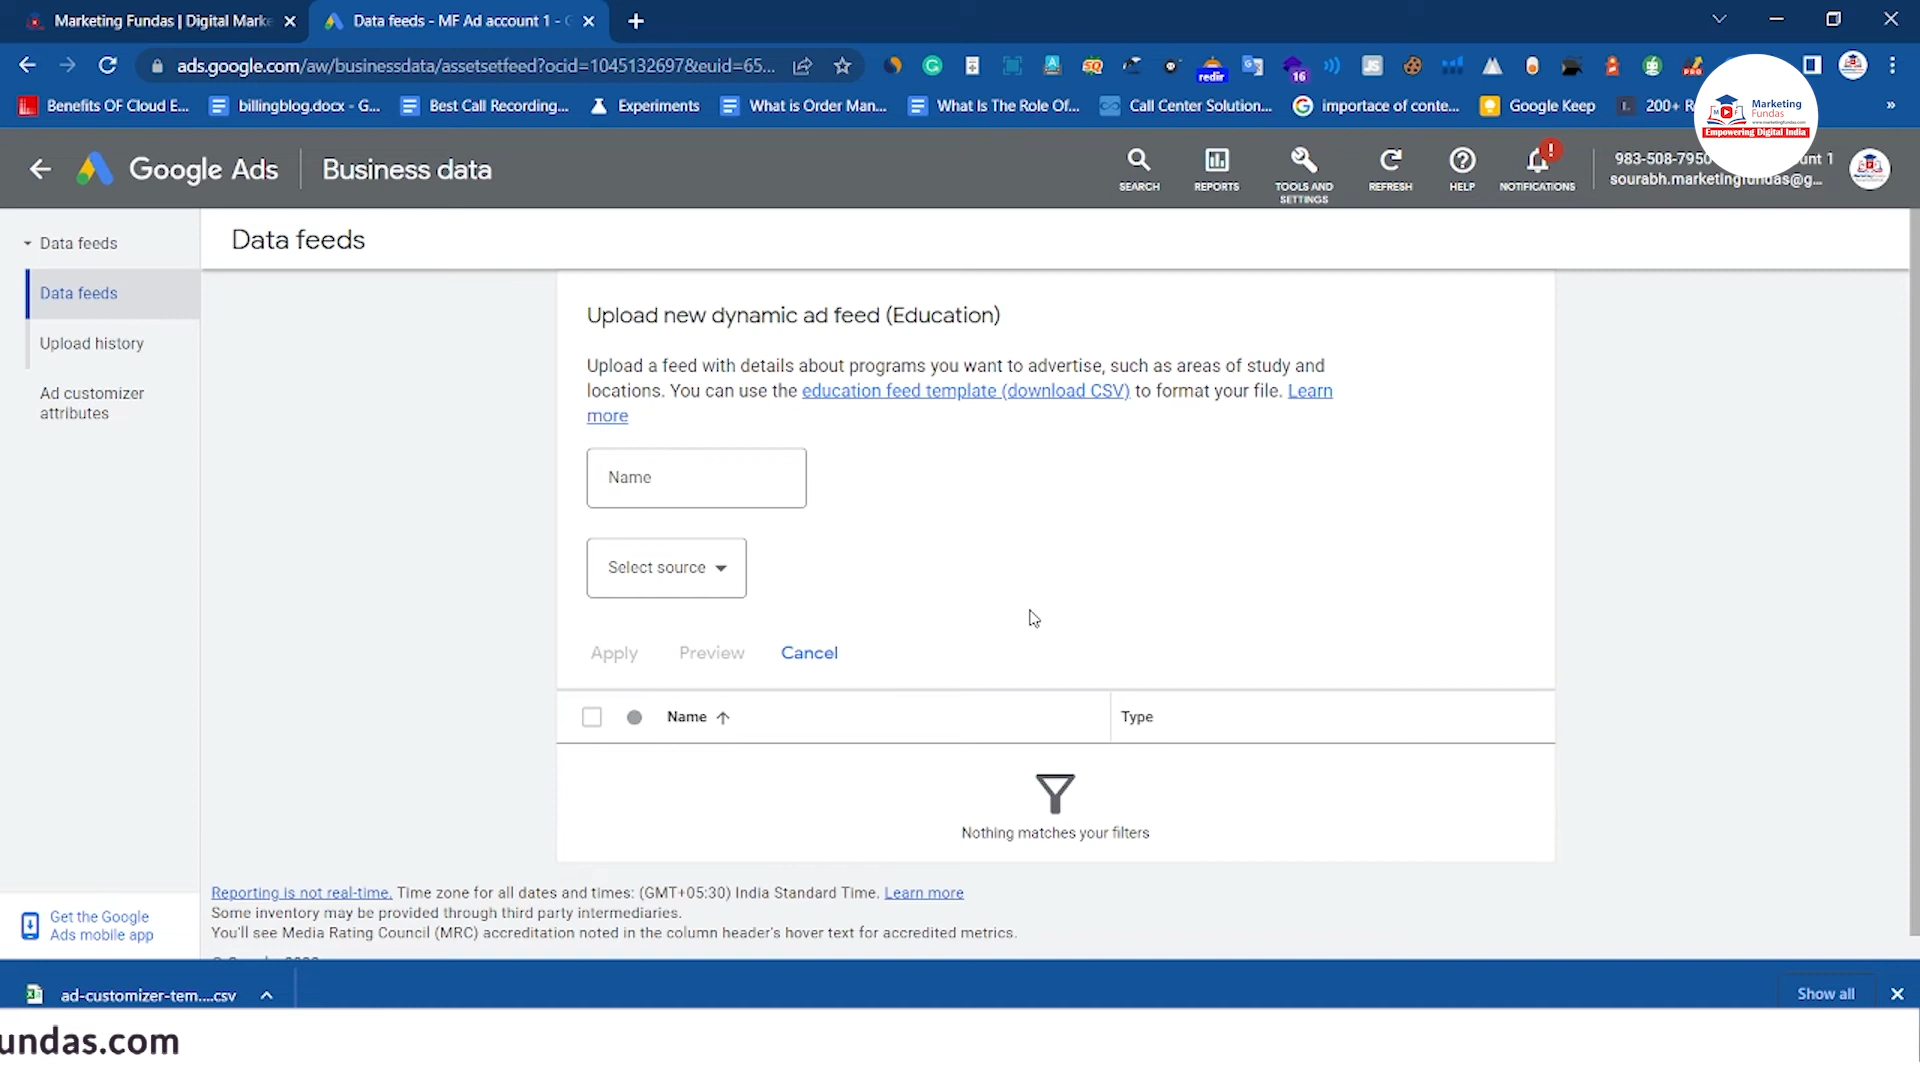 Marketing Fundas | Digital Marke
Data feeds - MF Ad account 1 - G
ads.google.com/aw/businessdata/assetsetfeed?ocid=1045132697&euid=65...
redir
16
Benefits OF Cloud E...
billingblog.docx - G...
Best Call Recording...
Experiments
What is Order Man...
What Is The Role Of...
Call Center Solution...
importace of conte...
Google Keep
200+ R
Marketing
Fundas
www.marketingfundas.com
Empowering Digital India
Google Ads
Business data
SEARCH
REPORTS
TOOLS AND
SETTINGS
REFRESH
HELP
NOTIFICATIONS
983-508-7950
unt 1
sourabh.marketingfundas@g...
Data feeds
Data feeds
Upload history
Ad customizer
attributes
Data feeds
Upload new dynamic ad feed (Education)
Upload a feed with details about programs you want to advertise, such as areas of study and
locations. You can use the education feed template (download CSV) to format your file. Learn
more
Name
Select source
Apply
Preview
Cancel
Name
Type
Nothing matches your filters
Reporting is not real-time. Time zone for all dates and times: (GMT+05:30) India Standard Time. Learn more
Some inventory may be provided through third party intermediaries.
You'll see Media Rating Council (MRC) accreditation noted in the column header's hover text for accredited metrics.
Get the Google
Ads mobile app
ad-customizer-tem....csv
Show all
undas.com